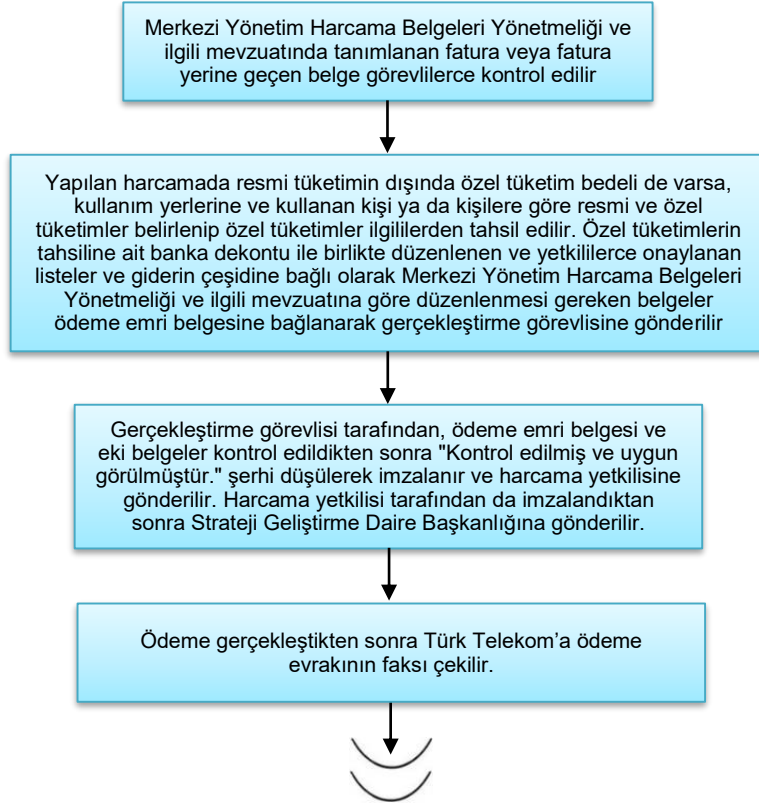 Merkezi Yönetim Harcama Belgeleri Yönetmeliği ve
ilgili mevzuatında tanımlanan fatura veya fatura
yerine geçen belge görevlilerce kontrol edilir
Yapılan harcamada resmi tüketimin dışında özel tüketim bedeli de varsa,
kullanım yerlerine ve kullanan kişi ya da kişilere göre resmi ve özel
tüketimler belirlenip özel tüketimler ilgililerden tahsil edilir. Özel tüketimlerin
tahsiline ait banka dekontu ile birlikte düzenlenen ve yetkililerce onaylanan
listeler ve giderin çeşidine bağlı olarak Merkezi Yönetim Harcama Belgeleri
Yönetmeliği ve ilgili mevzuatına göre düzenlenmesi gereken belgeler
ödeme emri belgesine bağlanarak gerçekleştirme görevlisine gönderilir
Gerçekleştirme görevlisi tarafından, ödeme emri belgesi ve
eki belgeler kontrol edildikten sonra "Kontrol edilmiş ve uygun
görülmüştür." şerhi düşülerek imzalanır ve harcama yetkilisine
gönderilir. Harcama yetkilisi tarafından da imzalandıktan
sonra Strateji Geliştirme Daire Başkanlığına gönderilir.
Ödeme gerçekleştikten sonra Türk Telekom’a ödeme
evrakının faksı çekilir.